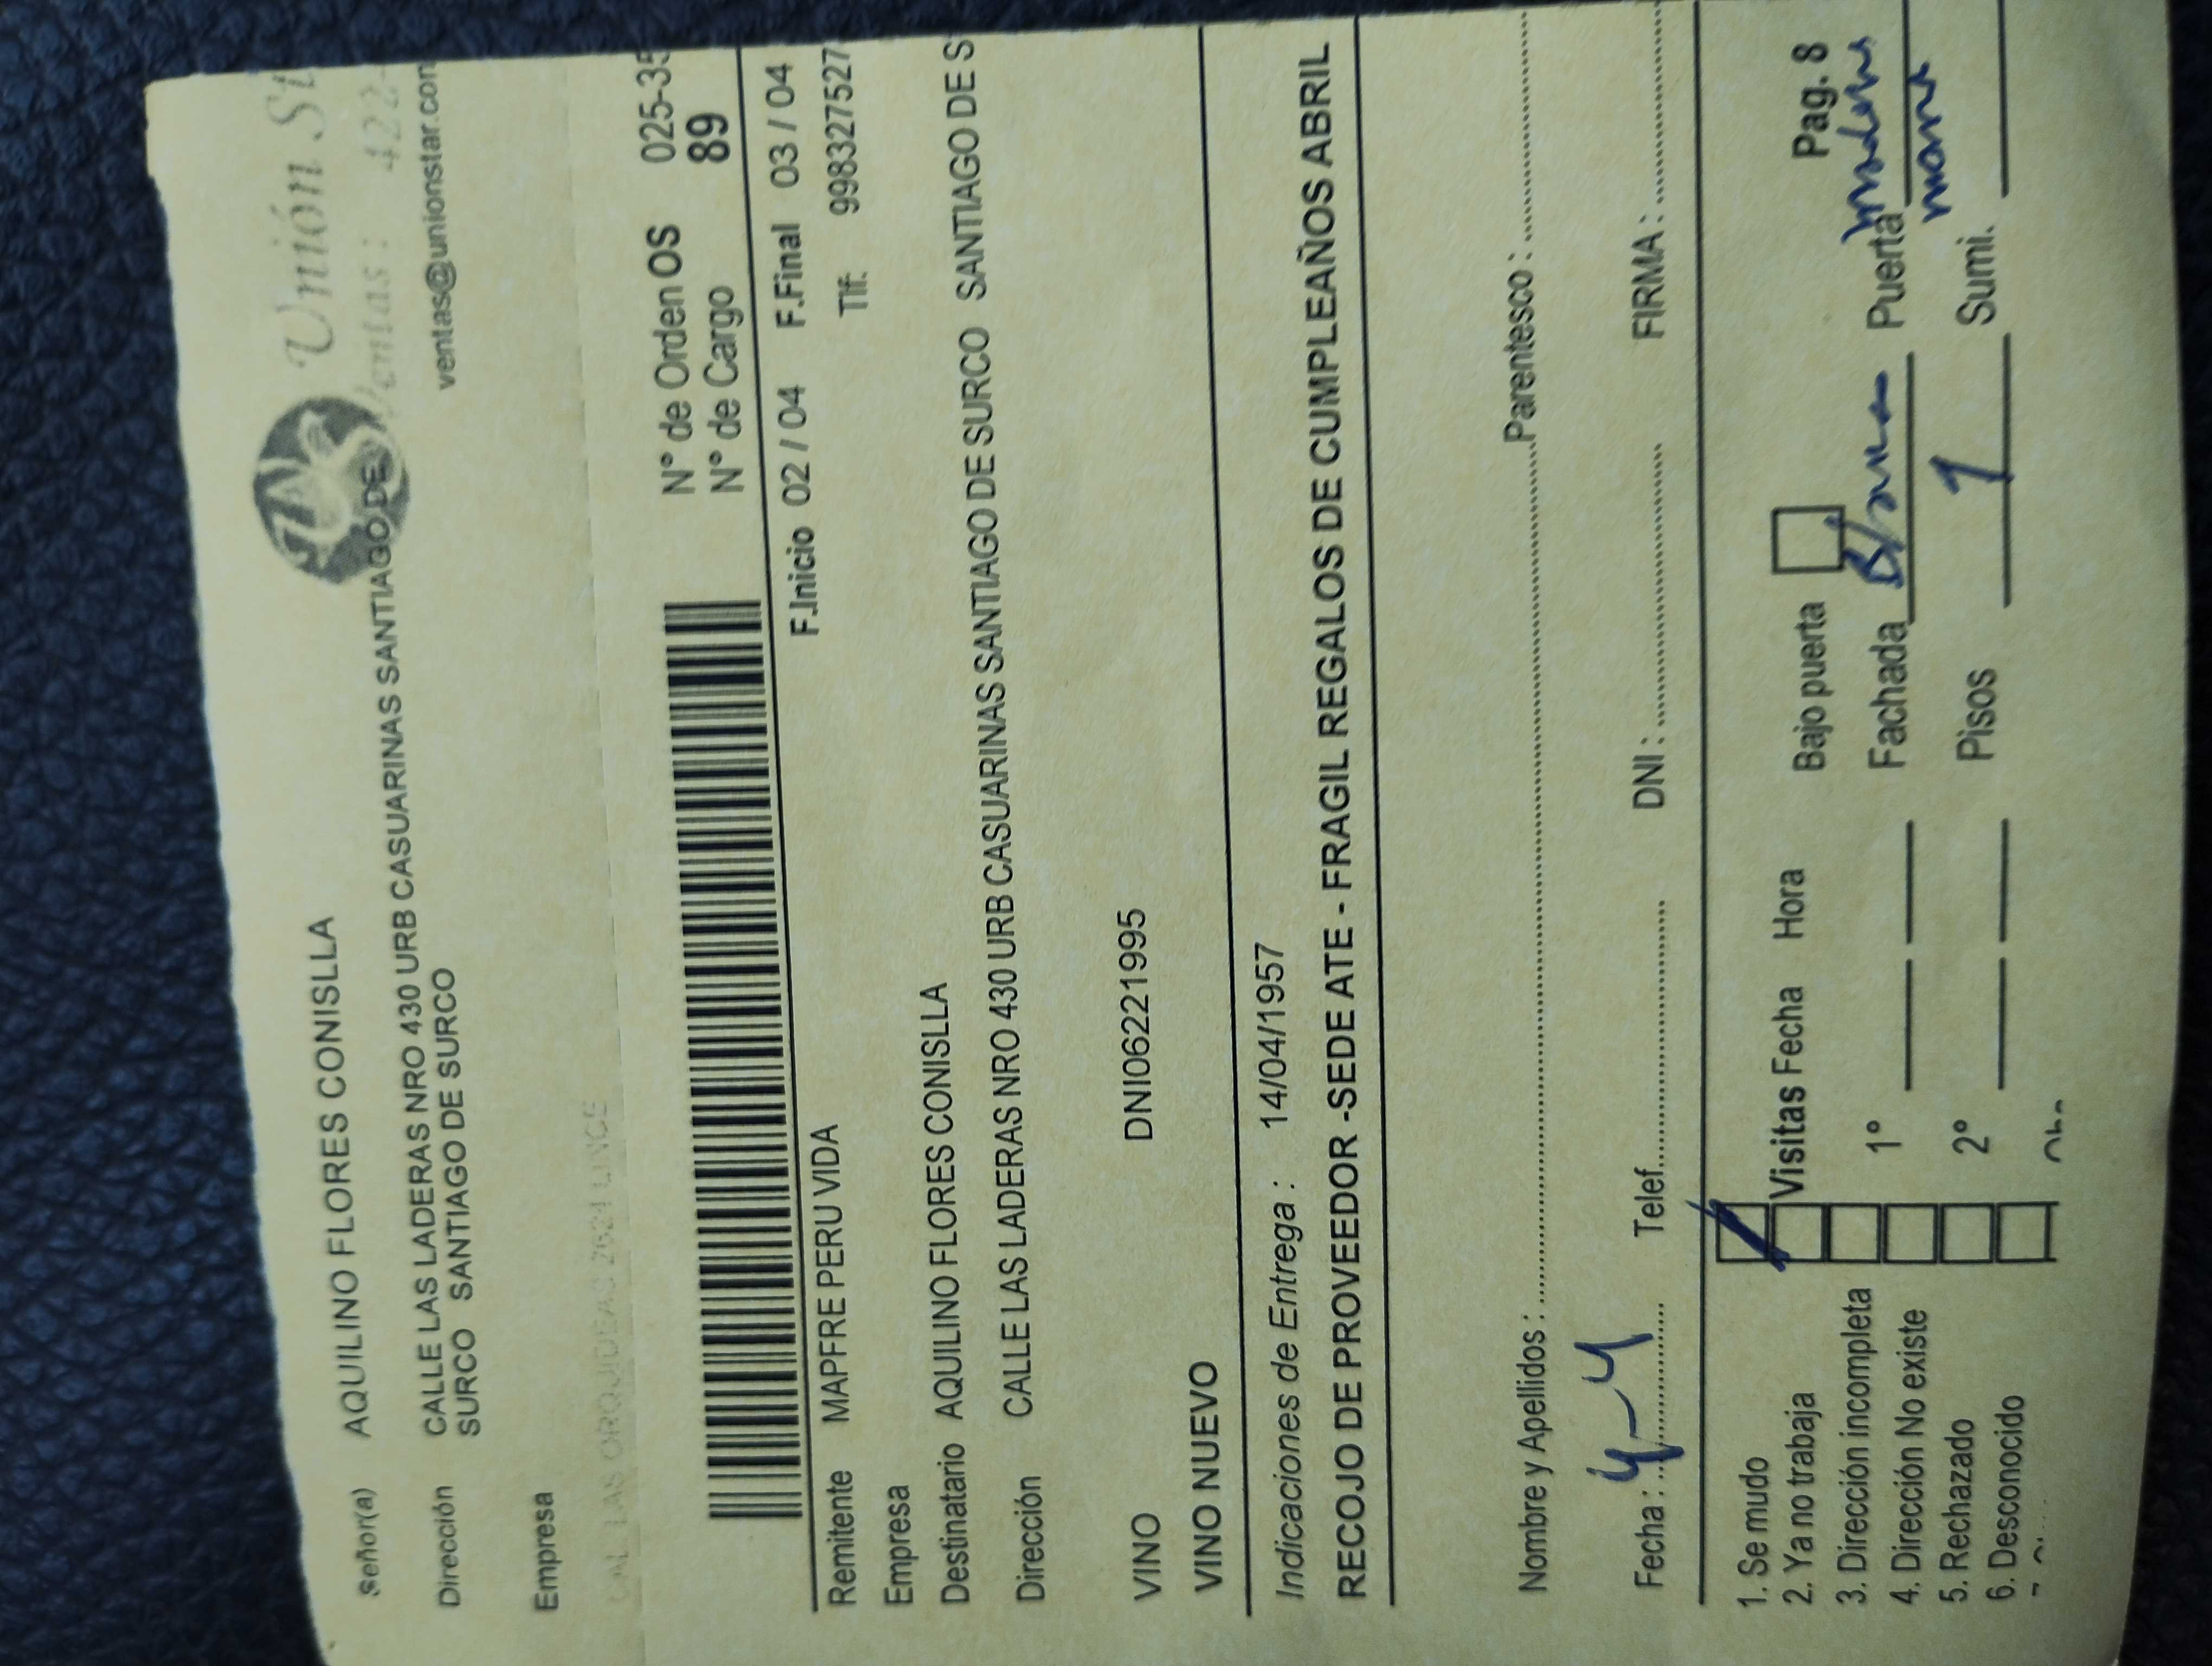 Unión
Ventas: 422-
ventas@unionstar.com
Señor(a) AQUILINO FLORES CONISLLA
Dirección CALLE LAS LADERAS NRO 430 URB CASUARINAS SANTIAGO DE
SURCO SANTIAGO DE SURCO
Empresa
CAL LAS ORQUIDEAS 2624 LINCE
N° de Orden OS 025-35
N° de Cargo 89
F.Inicio 02 / 04 F.Final 03 / 04
Remitente MAPFRE PERU VIDA Tlf. 998327527
Empresa
Destinatario AQUILINO FLORES CONISLLA
Dirección CALLE LAS LADERAS NRO 430 URB CASUARINAS SANTIAGO DE SURCO SANTIAGO DE S
VINO DNI06221995
VINO NUEVO
Indicaciones de Entrega : 14/04/1957
RECOJO DE PROVEEDOR -SEDE ATE - FRAGIL REGALOS DE CUMPLEAÑOS ABRIL
Nombre y Apellidos : Parentesco :
Fecha : 4-4 Telef. DNI : FIRMA :
1. Se mudo Visitas Fecha Hora Bajo puerta Pag. 8
2. Ya no trabaja
3. Dirección incompleta 1° Fachada Puerta
4. Dirección No existe
5. Rechazado 2° Pisos 1 Sumi.
6. Desconocido